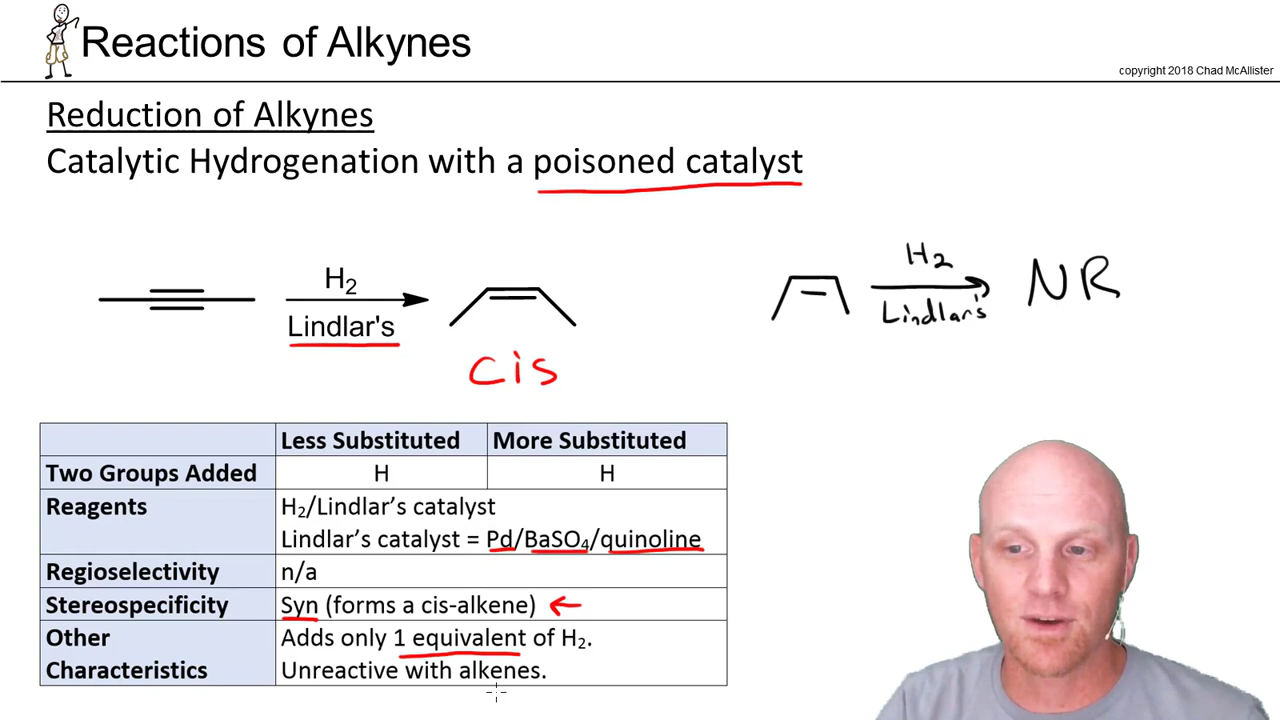 Reactions of Alkynes
copyright 2018 Chad McAllister
Reduction of Alkynes
Catalytic Hydrogenation with a poisoned catalyst
H₂
Lindlar's
cis
H₂
Lindlar's
NR
Less Substituted More Substituted
Two Groups Added H H
Reagents H₂/Lindlar’s catalyst
Lindlar’s catalyst = Pd/BaSO₄/quinoline
Regioselectivity n/a
Stereospecificity Syn (forms a cis-alkene)
Other Adds only 1 equivalent of H₂.
Characteristics Unreactive with alkenes.